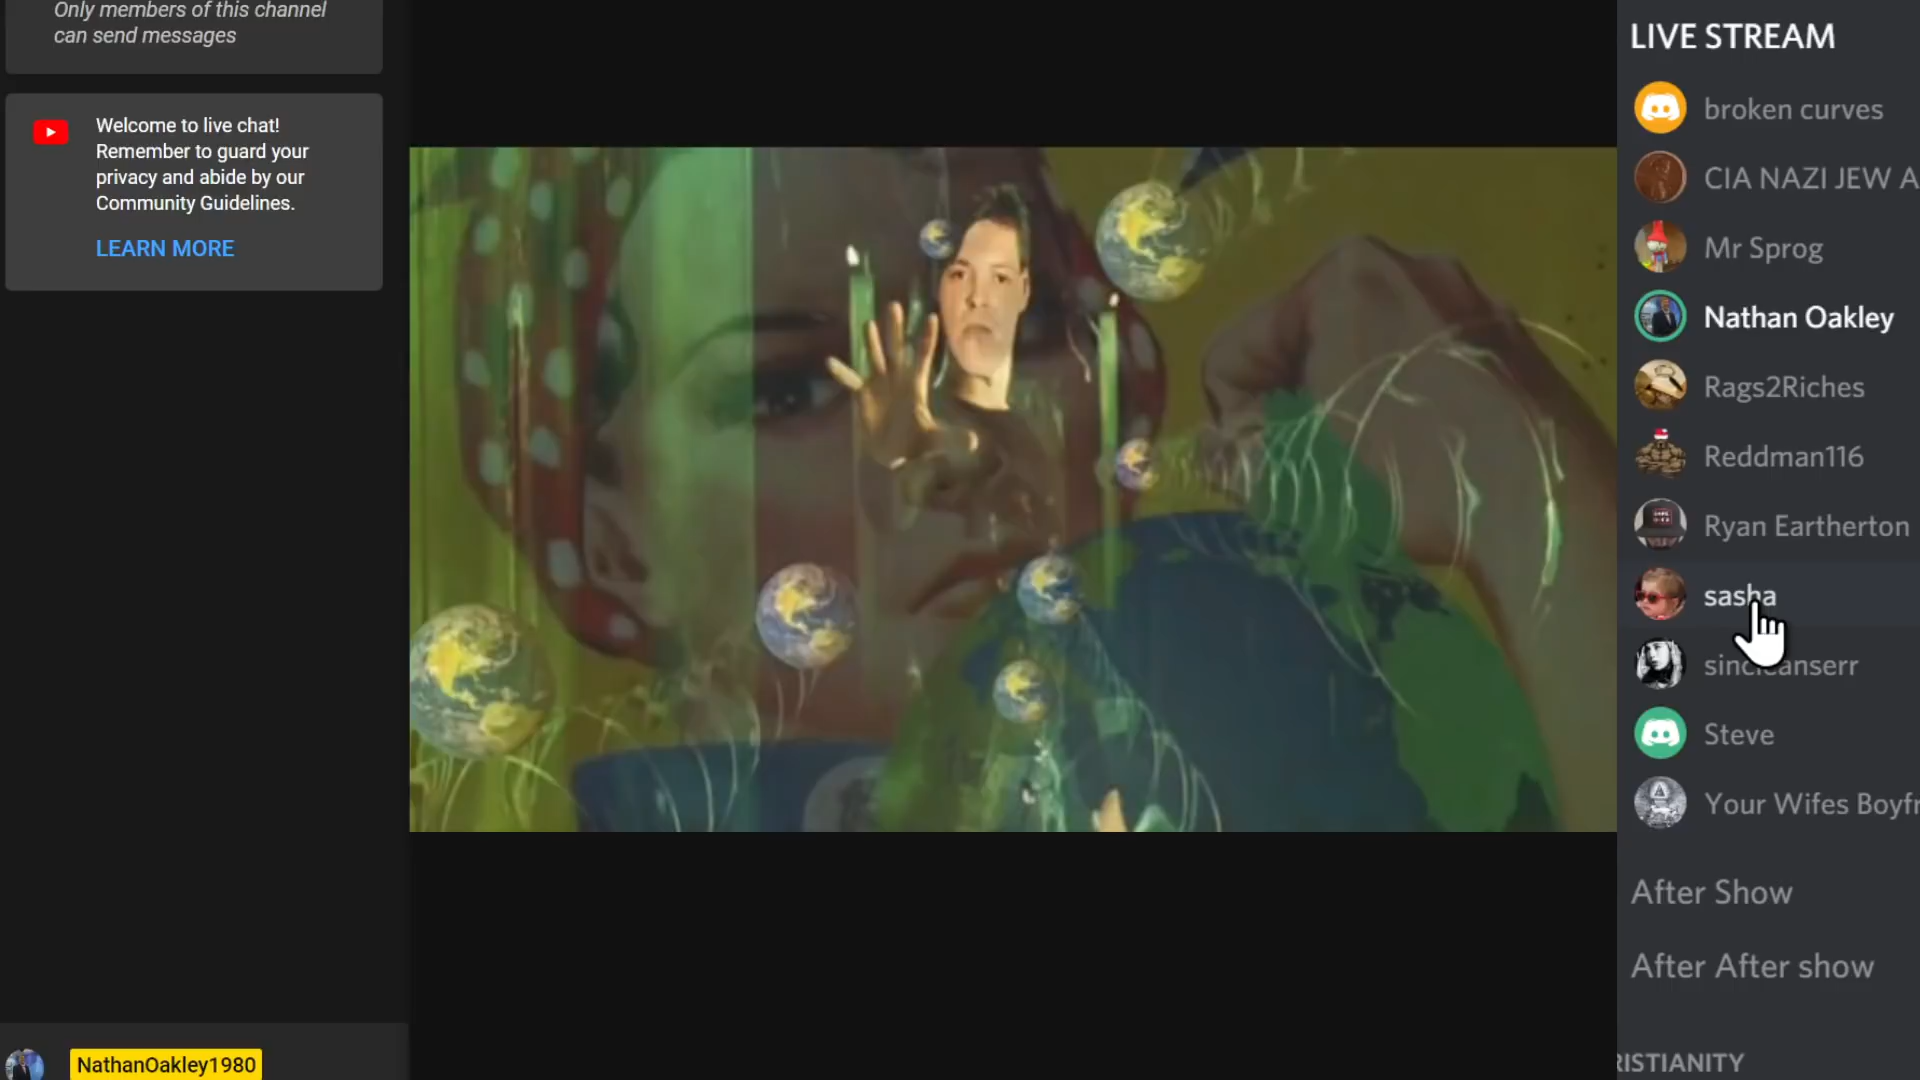 Only members of this channel
can send messages
Welcome to live chat!
Remember to guard your
privacy and abide by our
Community Guidelines.
LEARN MORE
NathanOakley1980
LIVE STREAM
broken curves
CIA NAZI JEW A
Mr Sprog
Nathan Oakley
Rags2Riches
Reddman116
Ryan Eartherton
sasha
Steve
Your Wifes Boyfr
After Show
After After show
RISTIANITY